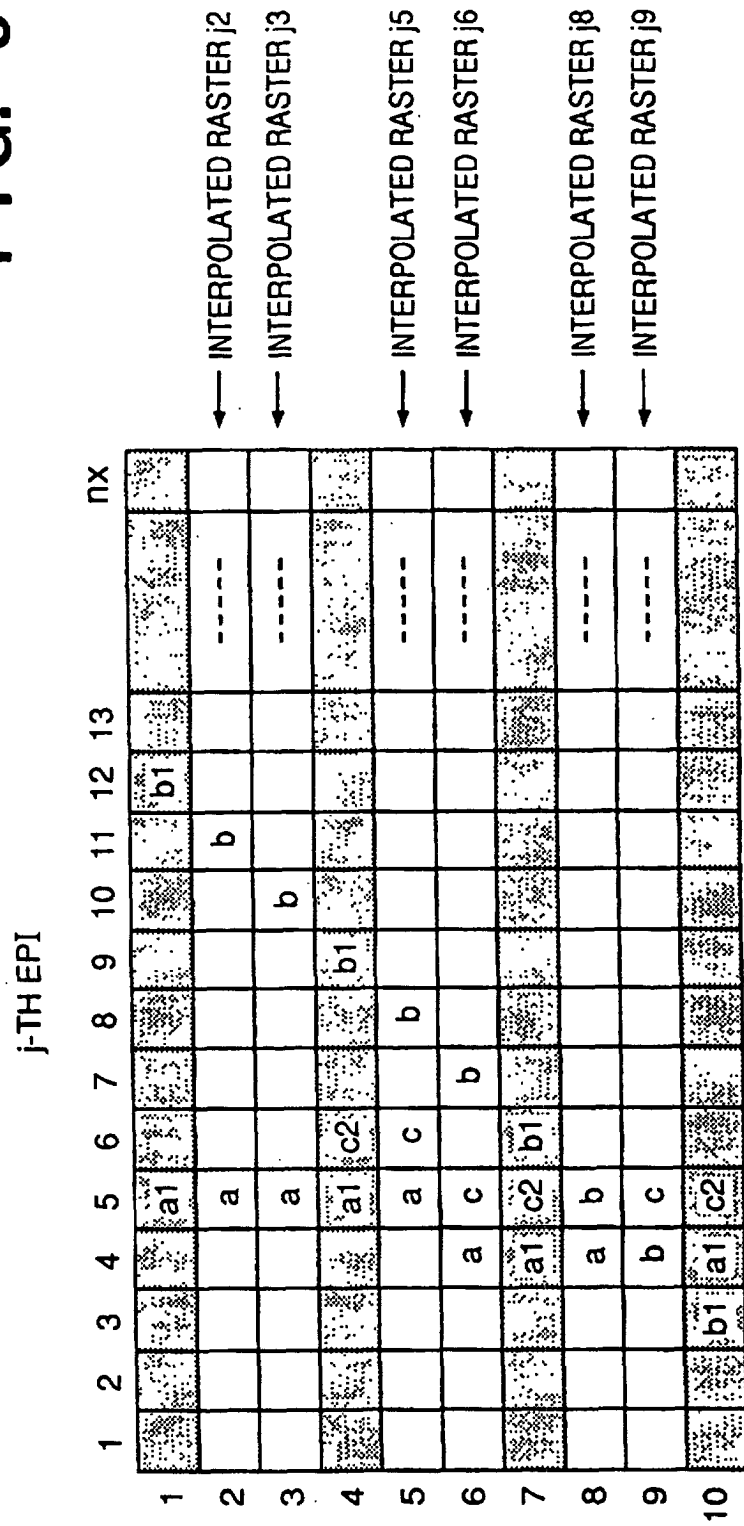 j-TH EPI
1 2 3 4 5 6 7 8 9 10 11 12 13 nx
1 a1 b1
2 a b ----- INTERPOLATED RASTER j2
3 a b ----- INTERPOLATED RASTER j3
4 a1 c2 b1
5 a c b ----- INTERPOLATED RASTER j5
6 a c b ----- INTERPOLATED RASTER j6
7 a1 c2 b1
8 a b ----- INTERPOLATED RASTER j8
9 b c ----- INTERPOLATED RASTER j9
10 b1 a1 c2